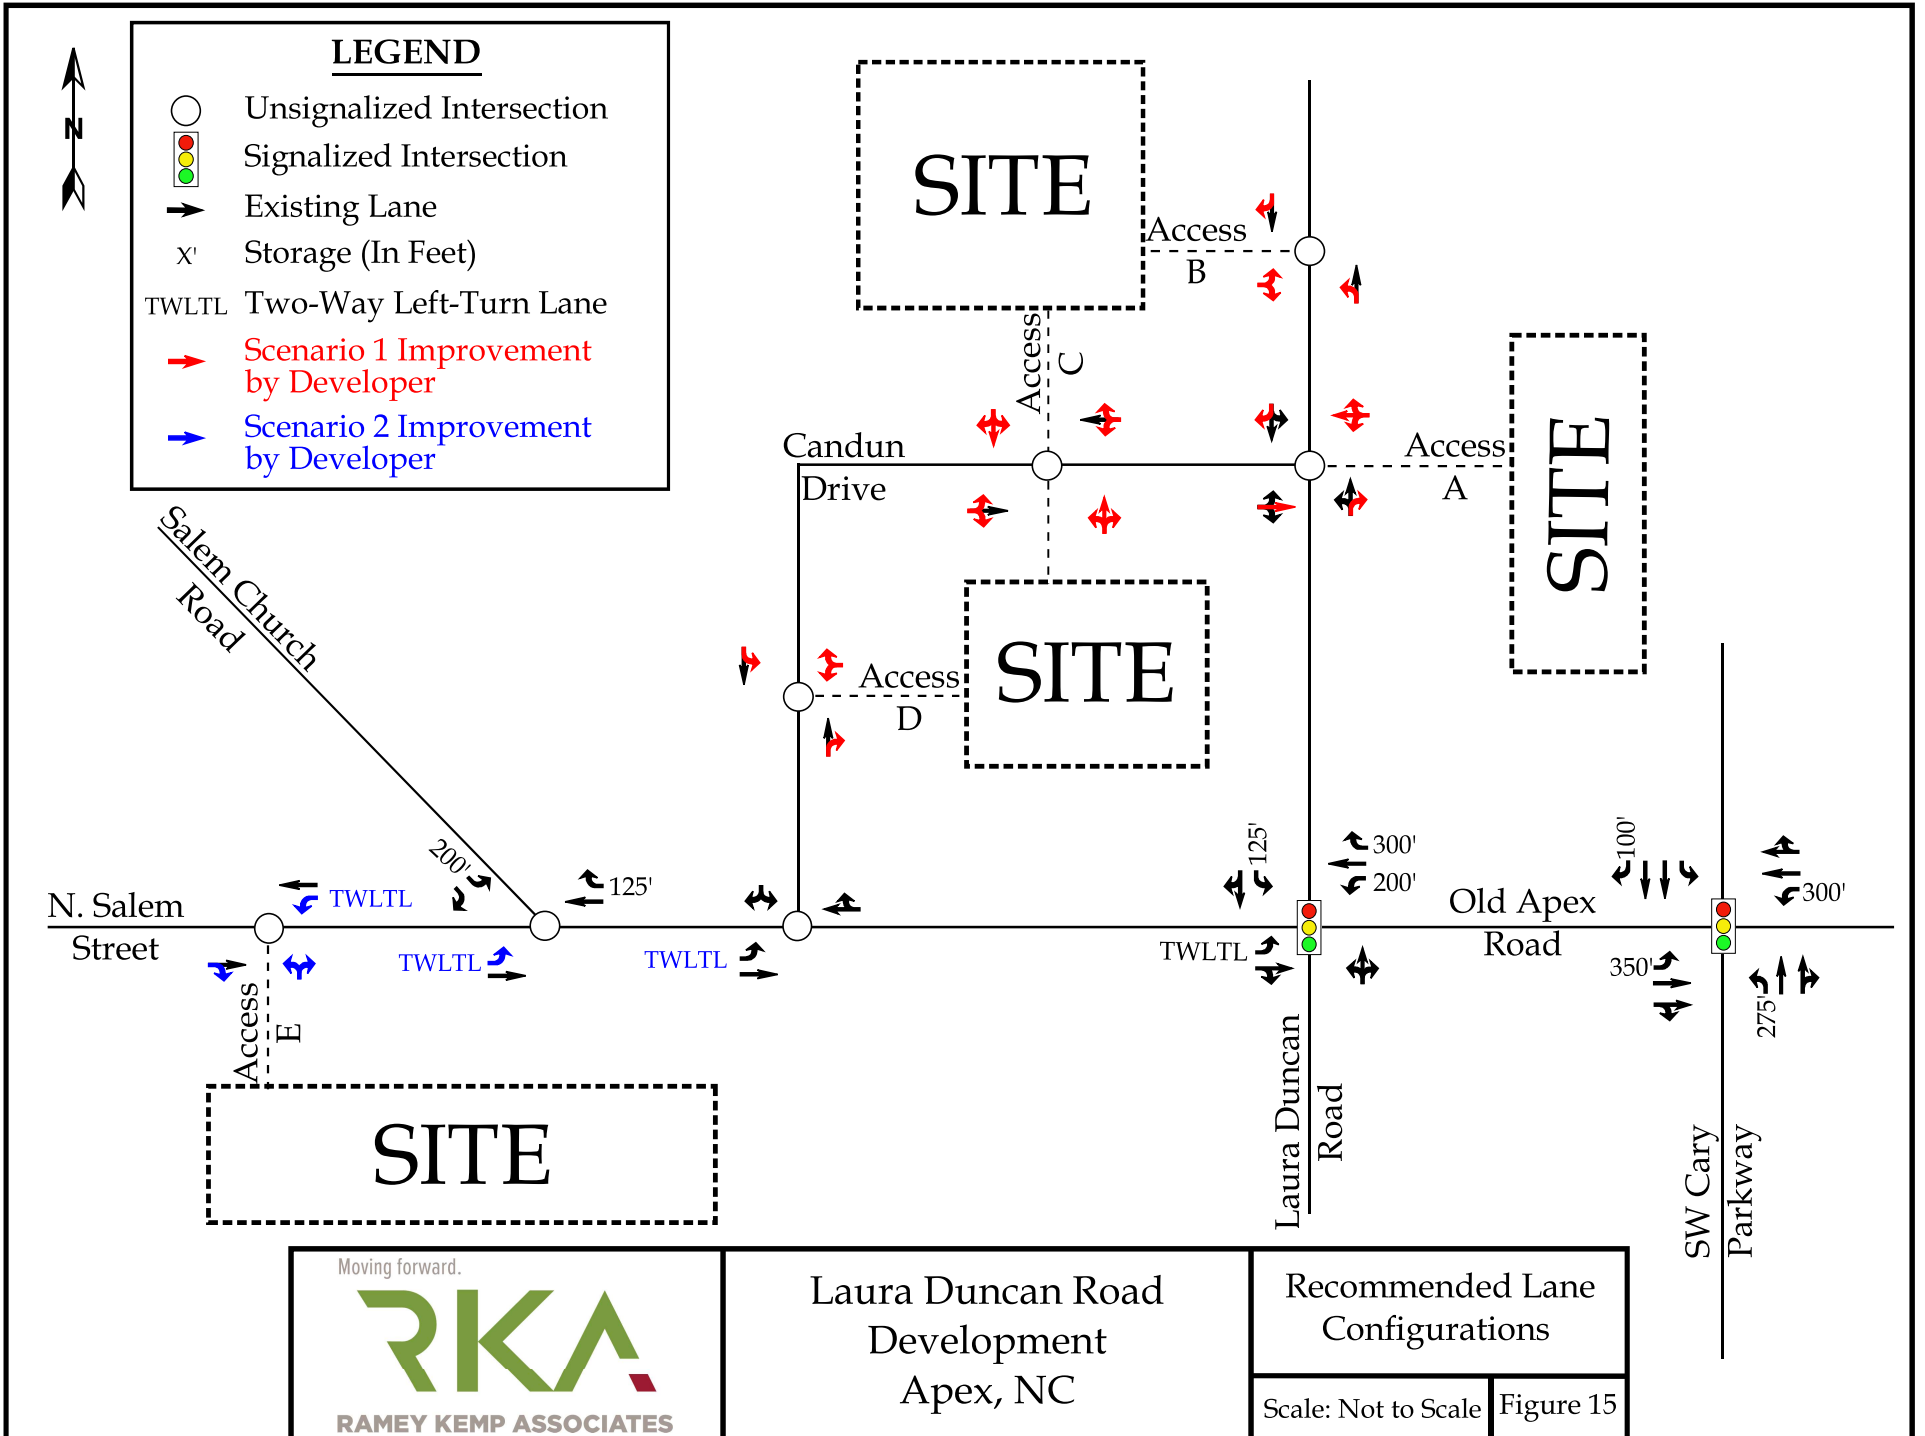 LEGEND
Unsignalized Intersection
Signalized Intersection
Existing Lane
X' Storage (In Feet)
TWLTL Two-Way Left-Turn Lane
Scenario 1 Improvement
by Developer
Scenario 2 Improvement
by Developer
N
SITE
Access
B
Access
C
SITE
Access
A
Candun
Drive
SITE
Access
D
Salem Church
Road
200'
125'
N. Salem
Street
TWLTL
TWLTL
TWLTL
Access
E
SITE
125'
300'
200'
TWLTL
Old Apex
Road
100'
300'
350'
275'
Laura Duncan
Road
SW Cary
Parkway
Moving forward.
RKA
RAMEY KEMP ASSOCIATES
Laura Duncan Road
Development
Apex, NC
Recommended Lane
Configurations
Scale: Not to Scale
Figure 15